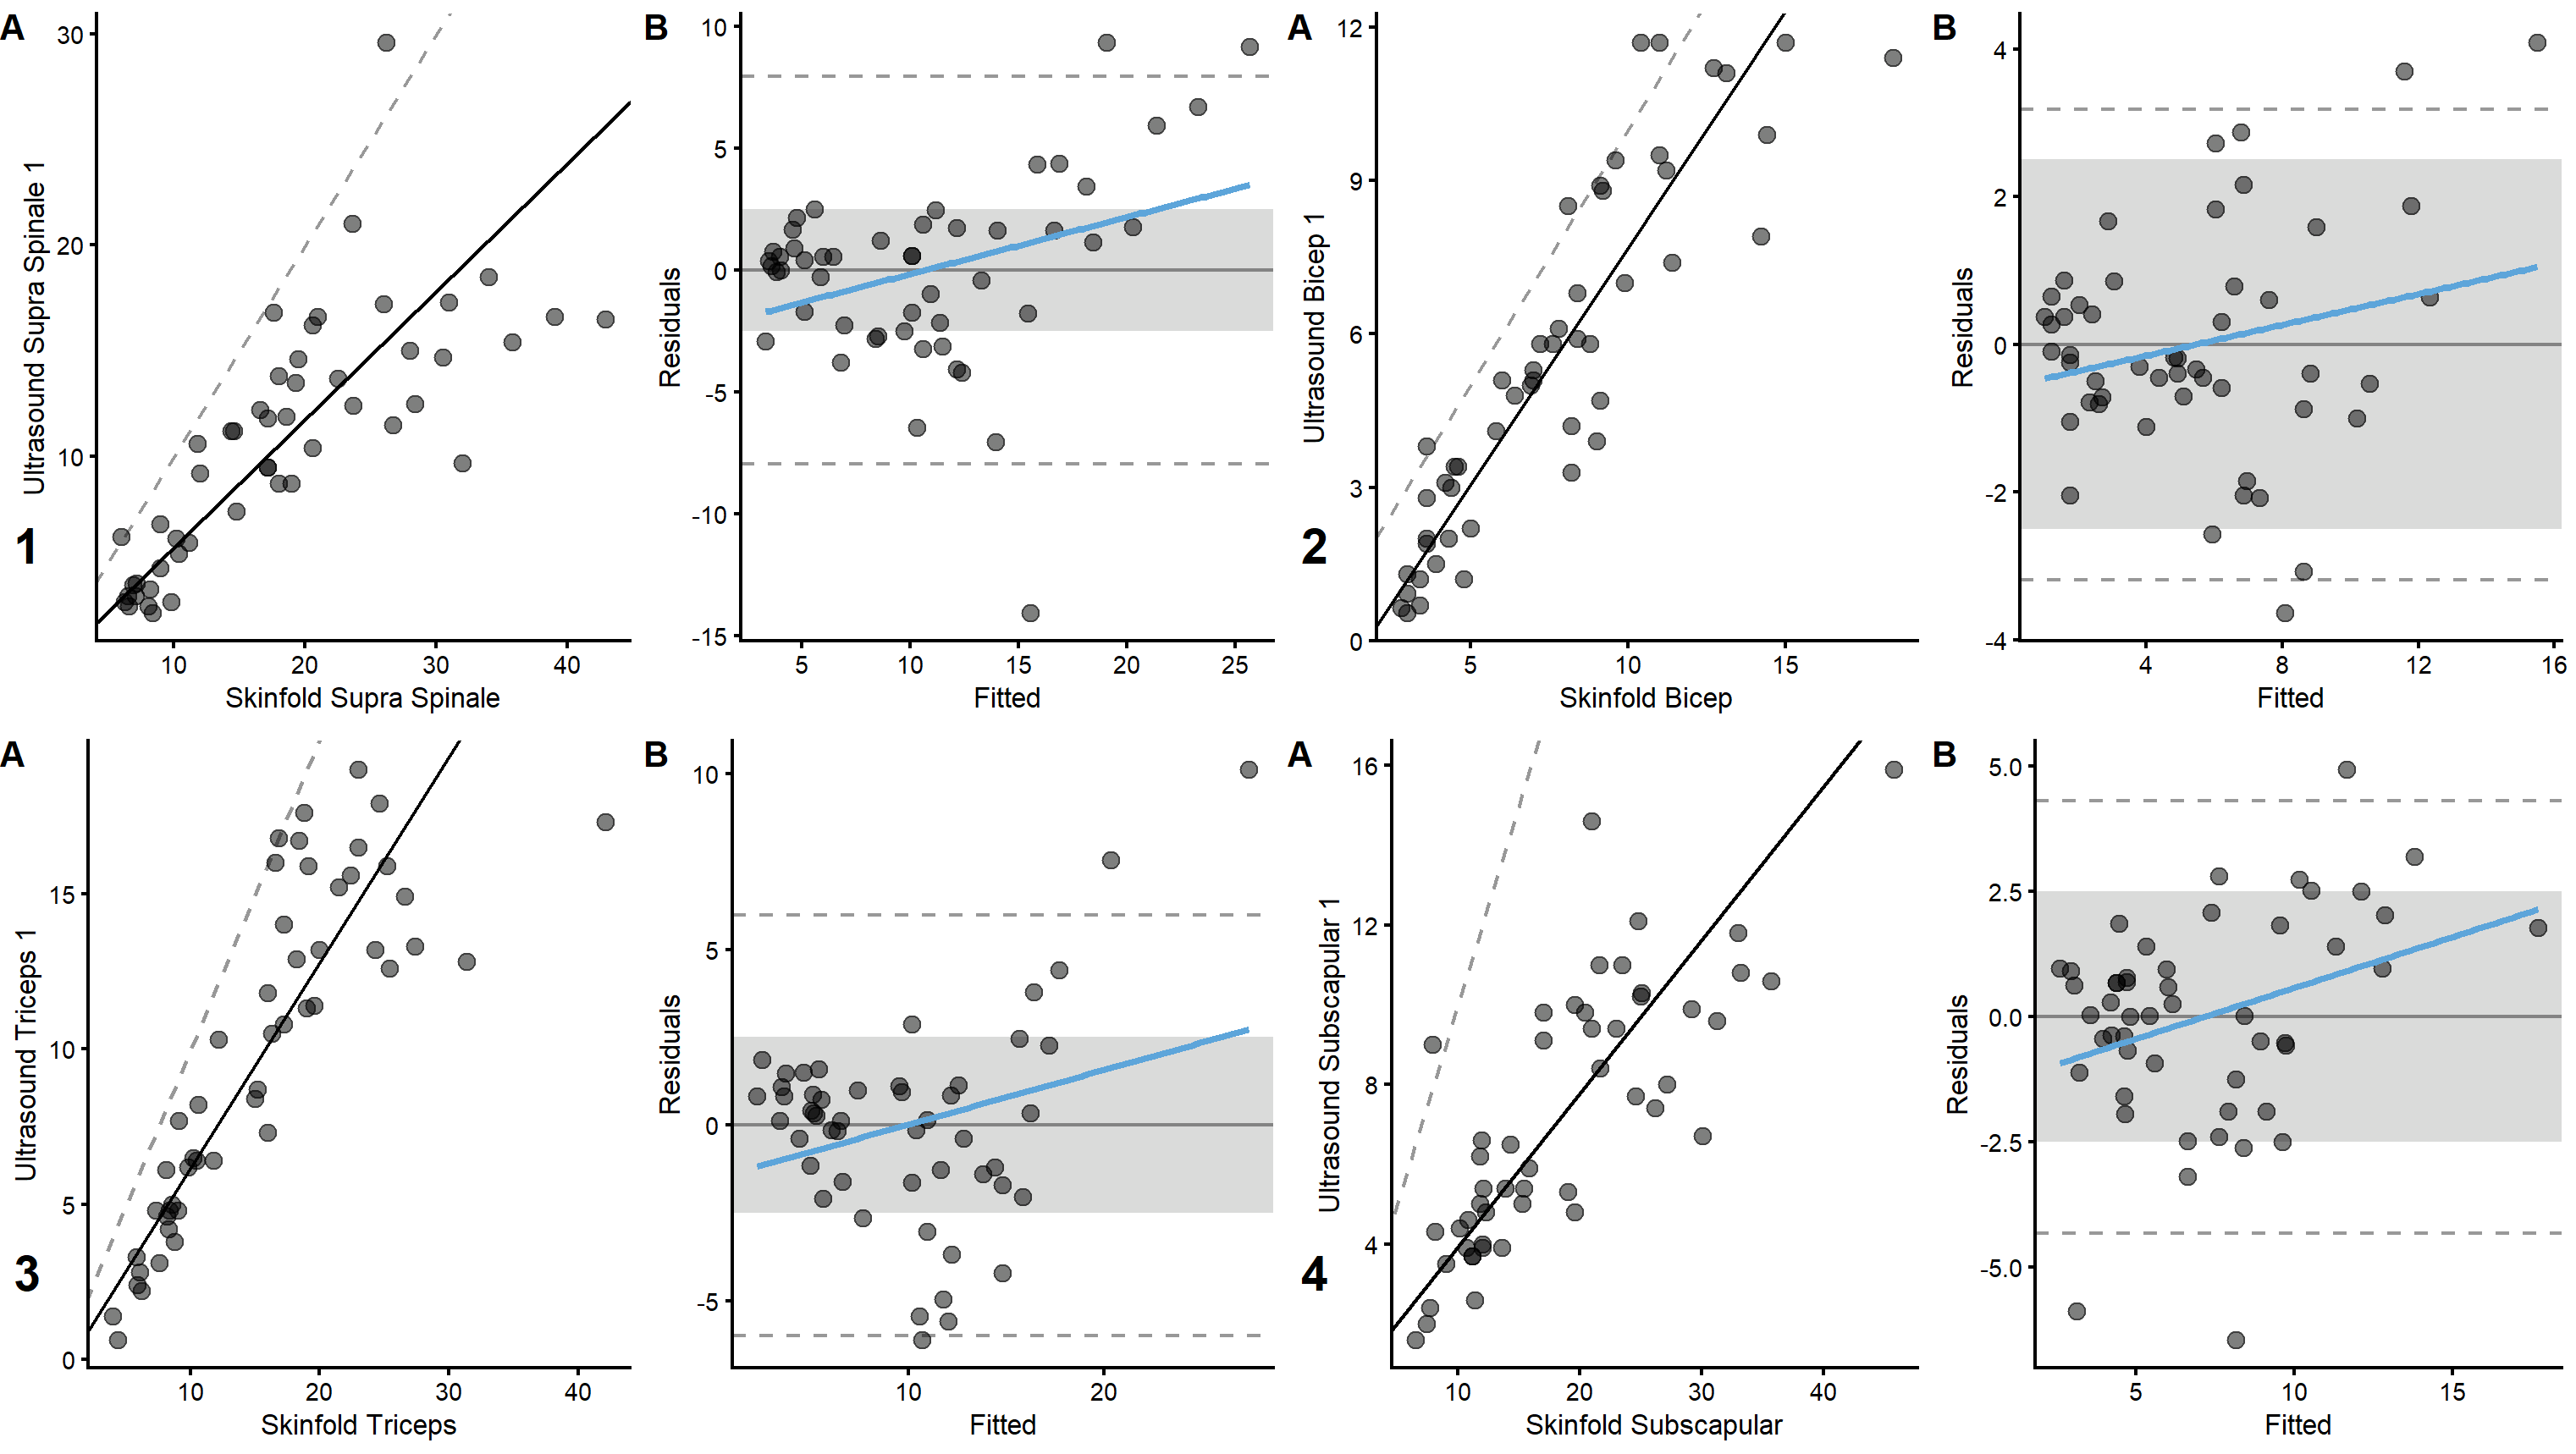 A
Ultrasound Supra Spinale 1
30
20
10
1
10 20 30 40
Skinfold Supra Spinale
B
Residuals
10
5
0
-5
-10
-15
5 10 15 20 25
Fitted
A
Ultrasound Bicep 1
12
9
6
3
0
2
5 10 15
Skinfold Bicep
B
Residuals
4
2
0
-2
-4
4 8 12 16
Fitted
A
Ultrasound Triceps 1
15
10
5
0
3
10 20 30 40
Skinfold Triceps
B
Residuals
10
5
0
-5
10 20
Fitted
A
Ultrasound Subscapular 1
16
12
8
4
4
10 20 30 40
Skinfold Subscapular
B
Residuals
5.0
2.5
0.0
-2.5
-5.0
5 10 15
Fitted